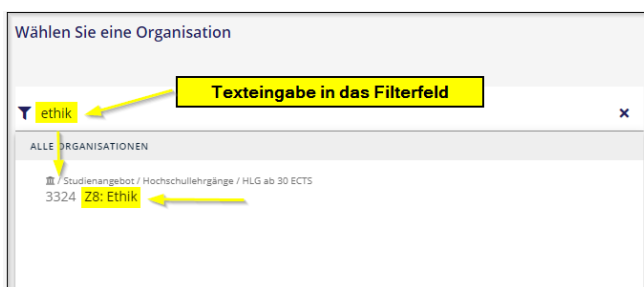 Wählen Sie eine Organisation
Texteingabe in das Filterfeld
ethik
ALLE ORGANISATIONEN
/ Studienangebot / Hochschullehrgänge / HLG ab 30 ECTS
3324 Z8: Ethik